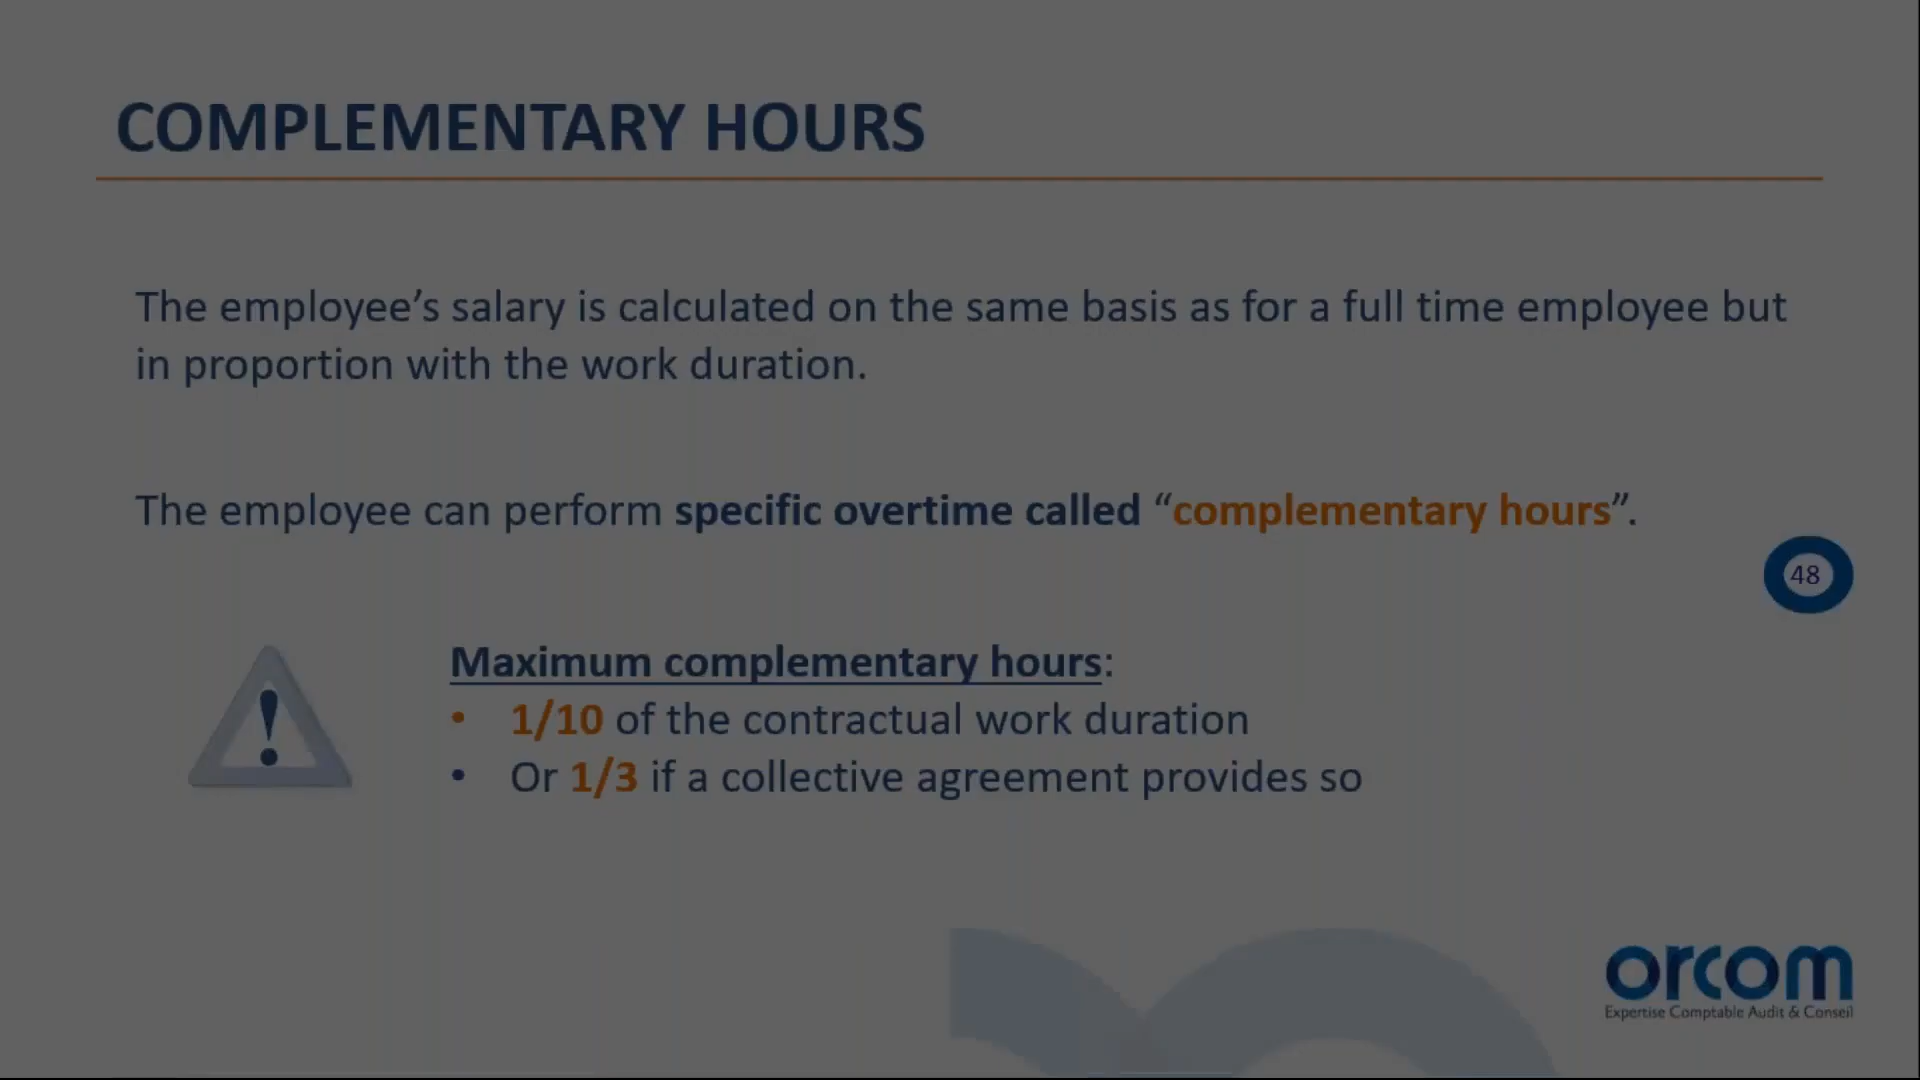 COMPLEMENTARY HOURS
The employee’s salary is calculated on the same basis as for a full time employee but
in proportion with the work duration.
The employee can perform specific overtime called “complementary hours”.
48
Maximum complementary hours:
• 1/10 of the contractual work duration
• Or 1/3 if a collective agreement provides so
orcom
Expertise Comptable Audit & Conseil